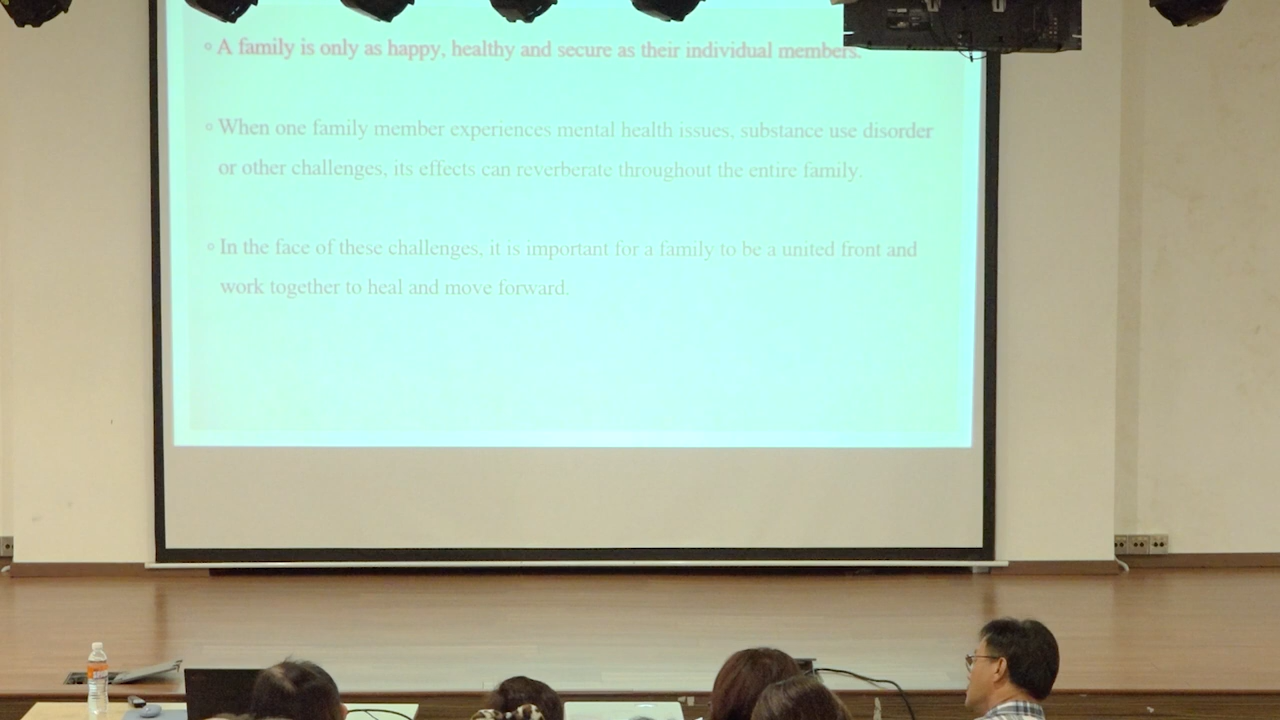 A family is only as happy, healthy and secure as their individual members.
When one family member experiences mental health issues, substance use disorder
or other challenges, its effects can reverberate throughout the entire family.
In the face of these challenges, it is important for a family to be a united front and
work together to heal and move forward.